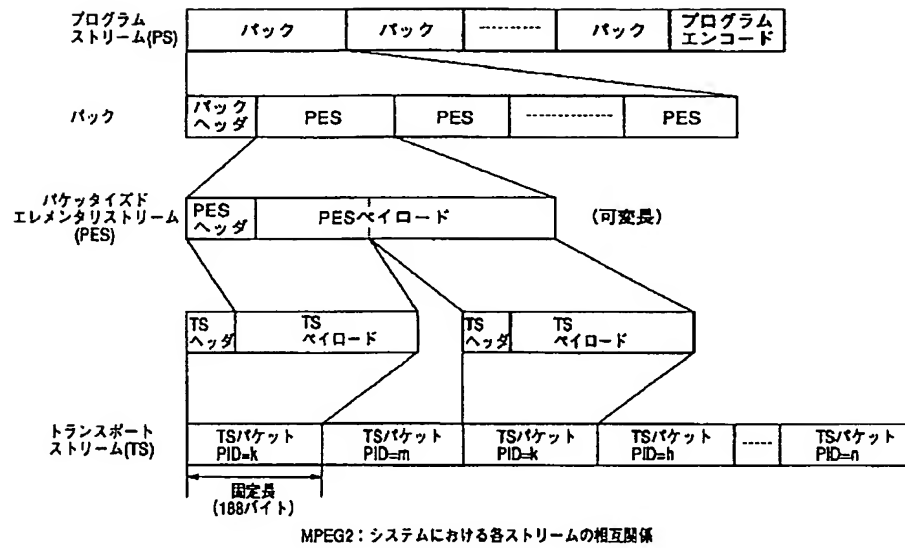 プログラム
ストリーム(PS)
パック
パック
パック
プログラム
エンコード
パック
パック
ヘッダ
PES
PES
PES
パケッタイズド
エレメンタリストリーム
(PES)
PES
ヘッダ
PESペイロード
(可変長)
TS
ヘッダ
TS
ペイロード
TS
ヘッダ
TS
ペイロード
トランスポート
ストリーム(TS)
TSパケット
PID=k
TSパケット
PID=m
TSパケット
PID=k
TSパケット
PID=h
TSパケット
PID=n
固定長
(188バイト)
MPEG2：システムにおける各ストリームの相互関係